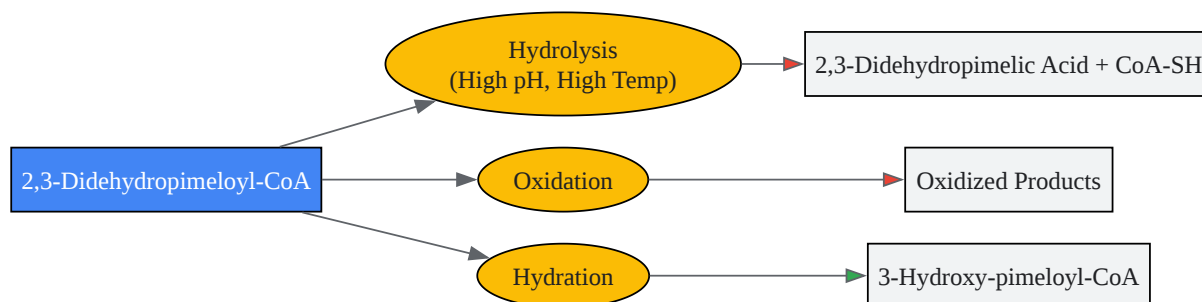 Hydrolysis
(High pH, High Temp)
2,3-Didehydropimelic Acid + CoA-SH
2,3-Didehydropimeloyl-CoA
Oxidation
Oxidized Products
Hydration
3-Hydroxy-pimeloyl-CoA